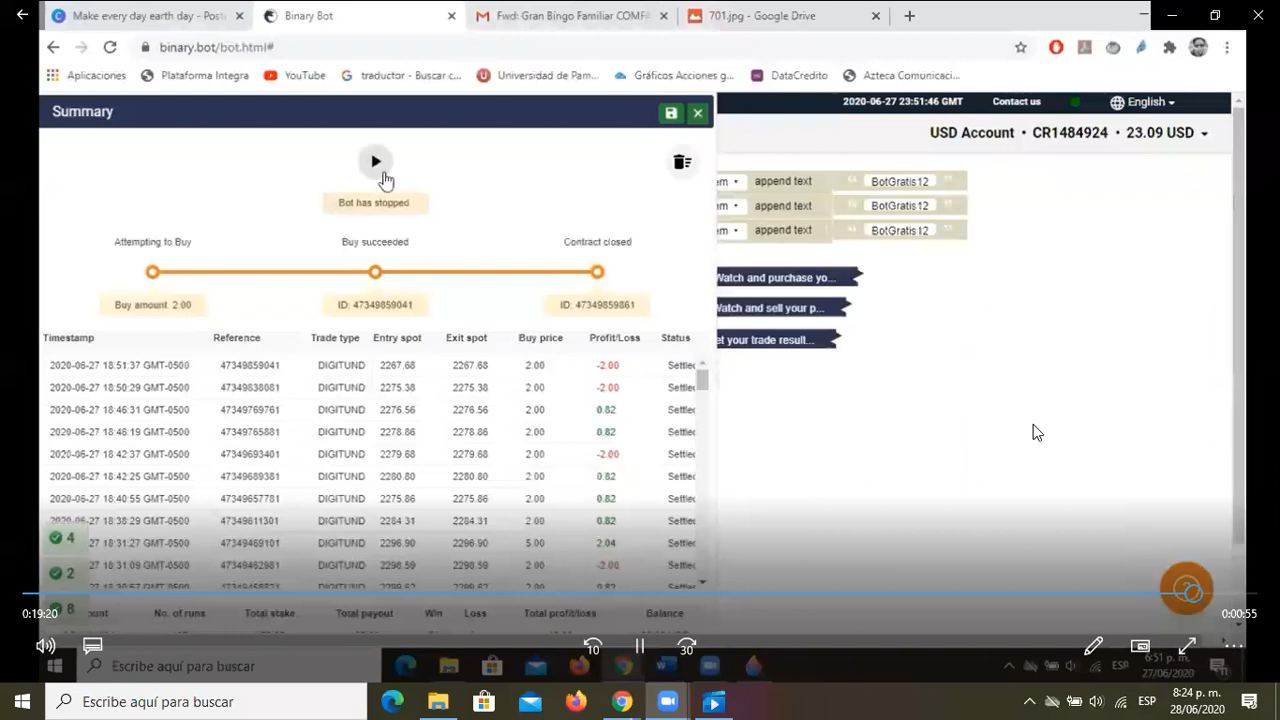 Make every day earth day - Post
Binary Bot
Fwd: Gran Bingo Familiar COMF
701.jpg - Google Drive
binary.bot/bot.html#
Aplicaciones
Plataforma Integra
YouTube
traductor - Buscar c...
Universidad de Pam...
Gráficos Acciones g...
DataCredito
Azteca Comunicaci...
Summary
2020-06-27 23:51:46 GMT Contact us English
USD Account • CR1484924 • 23.09 USD
append text BotGratis12
append text BotGratis12
append text BotGratis12
Bot has stopped
Attempting to Buy Buy succeeded Contract closed
Buy amount: 2.00 ID: 47349859041 ID: 47349859861
Watch and purchase yo...
Watch and sell your p...
et your trade result...
Timestamp Reference Trade type Entry spot Exit spot Buy price Profit/Loss Status
2020-06-27 18:51:37 GMT-0500 47349859041 DIGITUND 2267.68 2267.68 2.00 -2.00 Settled
2020-06-27 18:50:29 GMT-0500 47349838081 DIGITUND 2275.38 2275.38 2.00 -2.00 Settled
2020-06-27 18:46:31 GMT-0500 47349769761 DIGITUND 2276.56 2276.56 2.00 0.82 Settled
2020-06-27 18:46:19 GMT-0500 47349765881 DIGITUND 2278.86 2278.86 2.00 0.82 Settled
2020-06-27 18:42:37 GMT-0500 47349693401 DIGITUND 2279.68 2279.68 2.00 -2.00 Settled
2020-06-27 18:42:25 GMT-0500 47349689381 DIGITUND 2280.80 2280.80 2.00 0.82 Settled
2020-06-27 18:40:55 GMT-0500 47349657781 DIGITUND 2275.86 2275.86 2.00 0.82 Settled
2020-06-27 18:38:29 GMT-0500 47349611301 DIGITUND 2284.31 2284.31 2.00 0.82 Settled
4 27 18:31:27 GMT-0500 47349469101 DIGITUND 2296.90 2296.90 5.00 2.04 Settled
27 18:31:09 GMT-0500 47349462981 DIGITUND 2298.59 2298.59 2.00 -2.00 Settled
2
8 ount No. of runs Total stake Total payout Win Loss Total profit/loss Balance
0:19:20 0:00:55
10 30
Escribe aquí para buscar ESP 6:51 p. m.
27/06/2020
Escribe aquí para buscar ESP 8:24 p. m.
28/06/2020